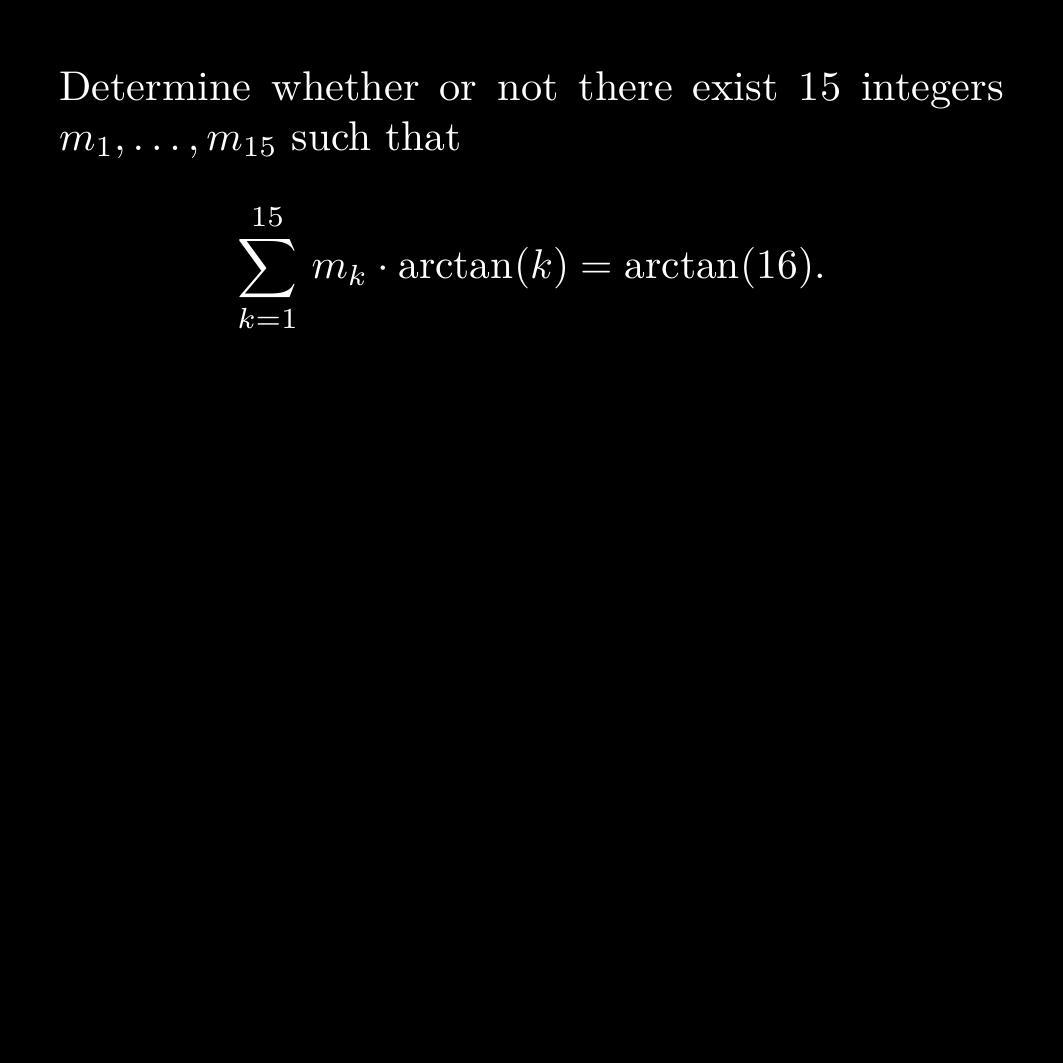 Determine whether or not there exist 15 integers
$m_1, \ldots, m_{15}$ such that
$$\sum_{k=1}^{15} m_k \cdot \arctan(k) = \arctan(16).$$